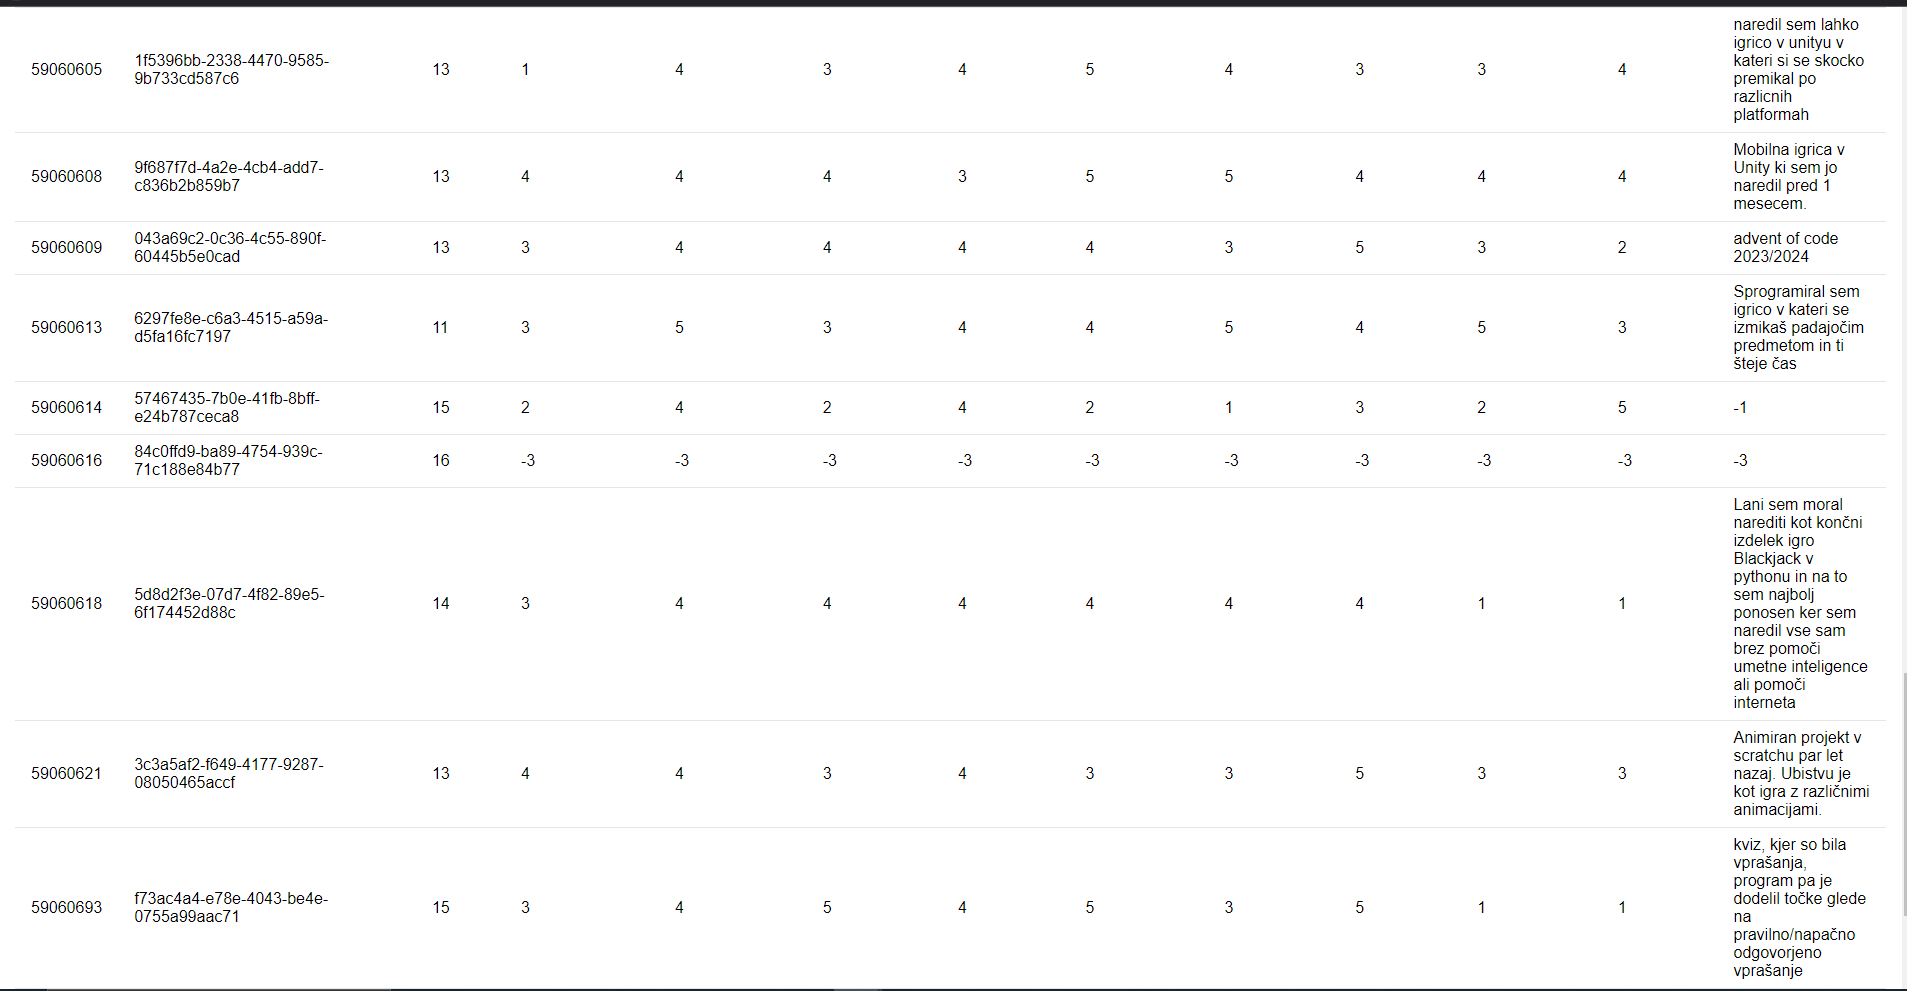 59060605 1f5396bb-2338-4470-9585-9b733cd587c6 13 1 4 3 4 5 4 3 3 4
naredil sem lahko
igrico v unityu v
kateri si se skocko
premikal po
razlicnih
platformah
59060608 9f687f7d-4a2e-4cb4-add7-c836b2b859b7 13 4 4 4 3 5 5 4 4 4
Mobilna igrica v
Unity ki sem jo
naredil pred 1
mesecem.
59060609 043a69c2-0c36-4c55-890f-60445b5e0cad 13 3 4 4 4 4 3 5 3 2
advent of code
2023/2024
59060613 6297fe8e-c6a3-4515-a59a-d5fa16fc7197 11 3 5 3 4 4 5 4 5 3
Sprogramiral sem
igrico v kateri se
izmikaš padajočim
predmetom in ti
šteje čas
59060614 57467435-7b0e-41fb-8bff-e24b787ceca8 15 2 4 2 4 2 1 3 2 5 -1
59060616 84c0ffd9-ba89-4754-939c-71c188e84b77 16 -3 -3 -3 -3 -3 -3 -3 -3 -3 -3
59060618 5d8d2f3e-07d7-4f82-89e5-6f174452d88c 14 3 4 4 4 4 4 4 1 1
Lani sem moral
narediti kot končni
izdelek igro
Blackjack v
pythonu in na to
sem najbolj
ponosen ker sem
naredil vse sam
brez pomoči
umetne inteligence
ali pomoči
interneta
59060621 3c3a5af2-f649-4177-9287-08050465accf 13 4 4 3 4 3 3 5 3 3
Animiran projekt v
scratchu par let
nazaj. Ubistvu je
kot igra z različnimi
animacijami.
59060693 f73ac4a4-e78e-4043-be4e-0755a99aac71 15 3 4 5 4 5 3 5 1 1
kviz, kjer so bila
vprašanja,
program pa je
dodelil točke glede
na
pravilno/napačno
odgovorjeno
vprašanje